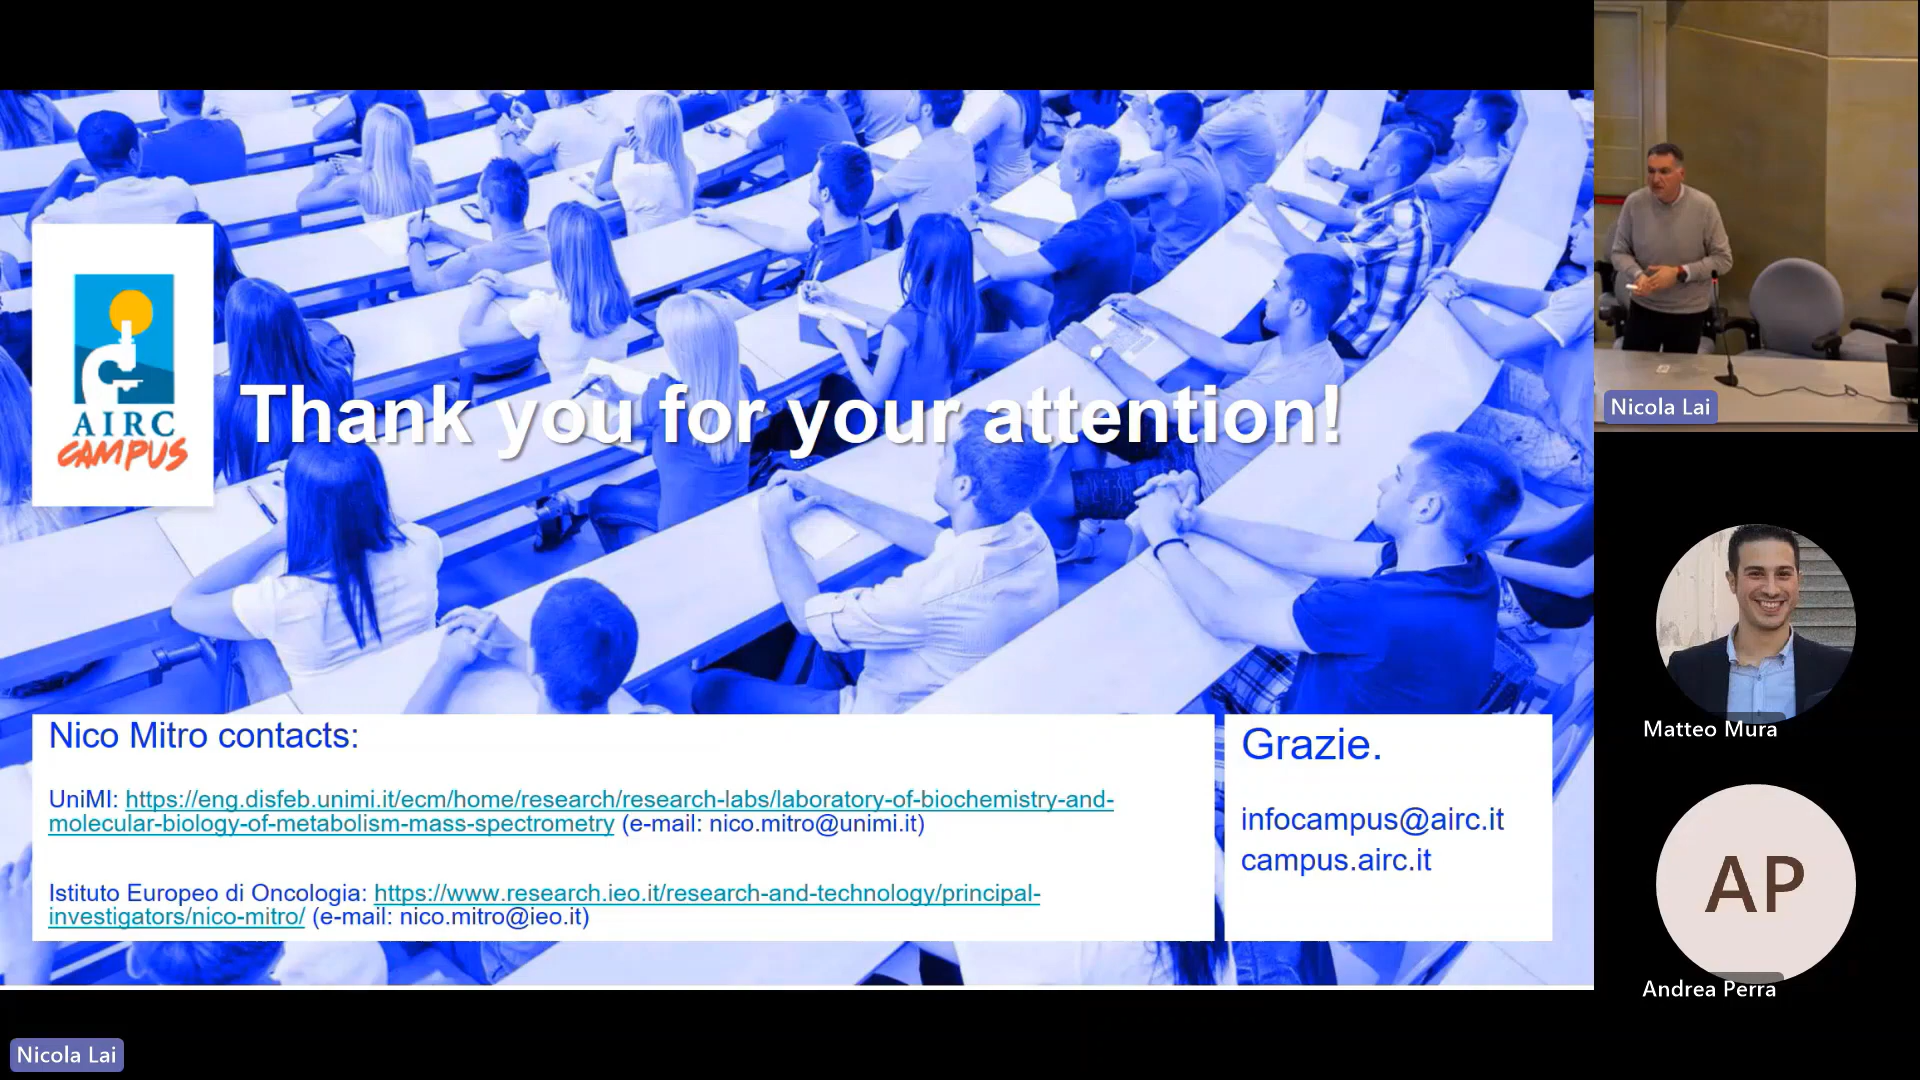 AIRC
CAMPUS
Thank you for your attention!
Nico Mitro contacts:
UniMI: https://eng.disfeb.unimi.it/ecm/home/research/research-labs/laboratory-of-biochemistry-and-
molecular-biology-of-metabolism-mass-spectrometry (e-mail: nico.mitro@unimi.it)
Istituto Europeo di Oncologia: https://www.research.ieo.it/research-and-technology/principal-
investigators/nico-mitro/ (e-mail: nico.mitro@ieo.it)
Grazie.
infocampus@airc.it
campus.airc.it
Nicola Lai
Nicola Lai
Matteo Mura
AP
Andrea Perra